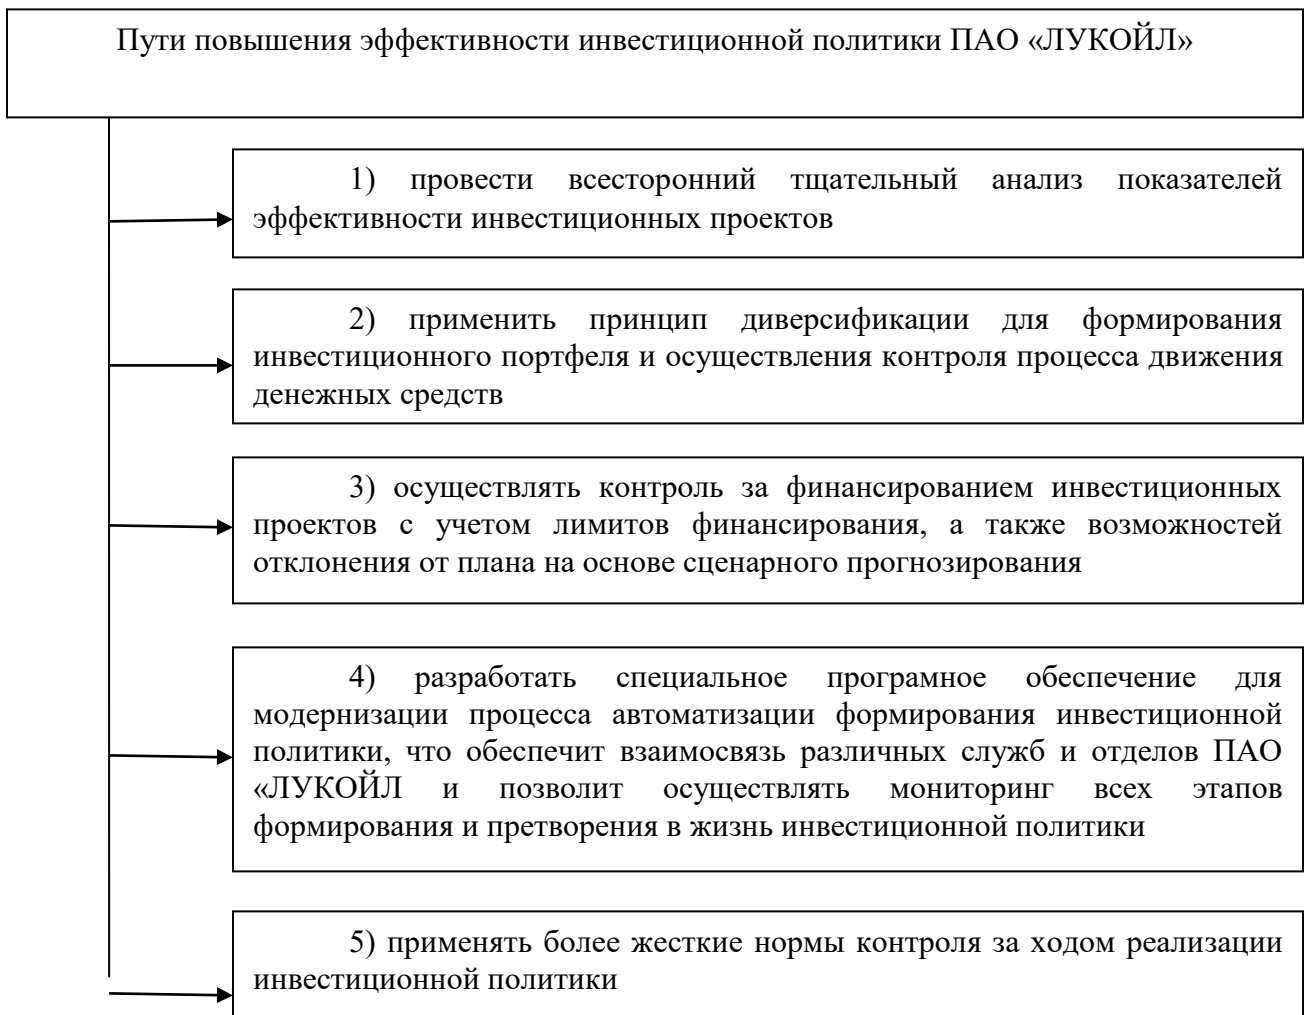 Пути повышения эффективности инвестиционной политики ПАО «ЛУКОЙЛ»
1) провести всесторонний тщательный анализ показателей
эффективности инвестиционных проектов
2) применить принцип диверсификации для формирования
инвестиционного портфеля и осуществления контроля процесса движения
денежных средств
3) осуществлять контроль за финансированием инвестиционных
проектов с учетом лимитов финансирования, а также возможностей
отклонения от плана на основе сценарного прогнозирования
4) разработать специальное програмное обеспечение для
модернизации процесса автоматизации формирования инвестиционной
политики, что обеспечит взаимосвязь различных служб и отделов ПАО
«ЛУКОЙЛ и позволит осуществлять мониторинг всех этапов
формирования и претворения в жизнь инвестиционной политики
5) применять более жесткие нормы контроля за ходом реализации
инвестиционной политики